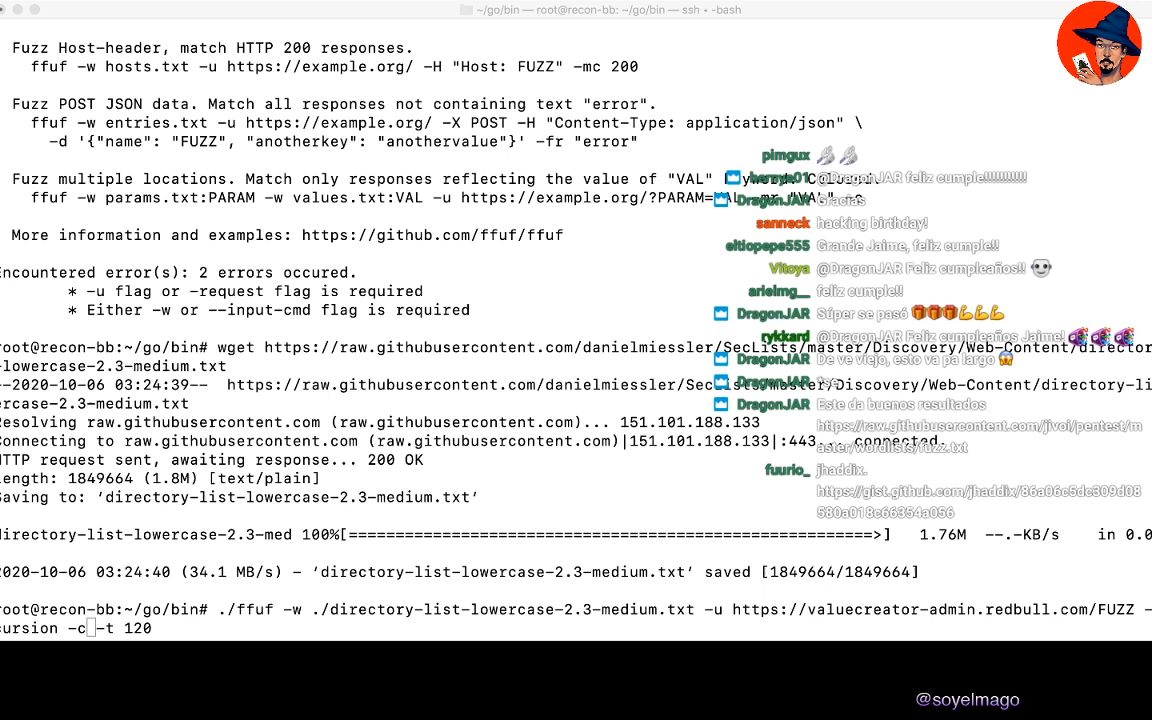 ~/go/bin — root@recon-bb: ~/go/bin — ssh • -bash
Fuzz Host-header, match HTTP 200 responses.
ffuf -w hosts.txt -u https://example.org/ -H "Host: FUZZ" -mc 200
Fuzz POST JSON data. Match all responses not containing text "error".
ffuf -w entries.txt -u https://example.org/ -X POST -H "Content-Type: application/json" \
-d '{"name": "FUZZ", "anotherkey": "anothervalue"}' -fr "error"
Fuzz multiple locations. Match only responses reflecting the value of "VAL"
ffuf -w params.txt:PARAM -w values.txt:VAL -u https://example.org/?PARAM=
More information and examples: https://github.com/ffuf/ffuf
Encountered error(s): 2 errors occured.
* -u flag or -request flag is required
* Either -w or --input-cmd flag is required
root@recon-bb:~/go/bin# wget https://raw.githubusercontent.com/danielmiessler/SecLists/master/Discovery/Web-Content/director
-lowercase-2.3-medium.txt
--2020-10-06 03:24:39-- https://raw.githubusercontent.com/danielmiessler/SecLists/master/Discovery/Web-Content/directory-li
ercase-2.3-medium.txt
Resolving raw.githubusercontent.com (raw.githubusercontent.com)... 151.101.188.133
Connecting to raw.githubusercontent.com (raw.githubusercontent.com)|151.101.188.133|:443... connected.
HTTP request sent, awaiting response... 200 OK
Length: 1849664 (1.8M) [text/plain]
Saving to: ‘directory-list-lowercase-2.3-medium.txt’
directory-list-lowercase-2.3-med 100%[========================================================>] 1.76M --.-KB/s in 0.0
2020-10-06 03:24:40 (34.1 MB/s) - ‘directory-list-lowercase-2.3-medium.txt’ saved [1849664/1849664]
root@recon-bb:~/go/bin# ./ffuf -w ./directory-list-lowercase-2.3-medium.txt -u https://valuecreator-admin.redbull.com/FUZZ -
cursion -c -t 120
pimgux
@DragonJAR feliz cumple!!!!!!!!!!!!
DragonJAR Gracias
sanneck hacking birthday!
eltiopepe555 Grande Jaime, feliz cumple!!
Vitoya @DragonJAR Feliz cumpleaños!!
arielmg__ feliz cumple!!
DragonJAR Súper se pasó 🎁🎁🎁💪💪💪
rykkard @DragonJAR Feliz cumpleaños Jaime!
DragonJAR De ve viejo, esto va pa largo 😱
DragonJAR *se
DragonJAR Este da buenos resultados
https://raw.githubusercontent.com/jivoi/pentest/m
aster/wordlists/fuzz.txt
fuurio_ jhaddix.
https://gist.github.com/jhaddix/86a06c5dc309d08
580a018c66354a056
@soyelmago